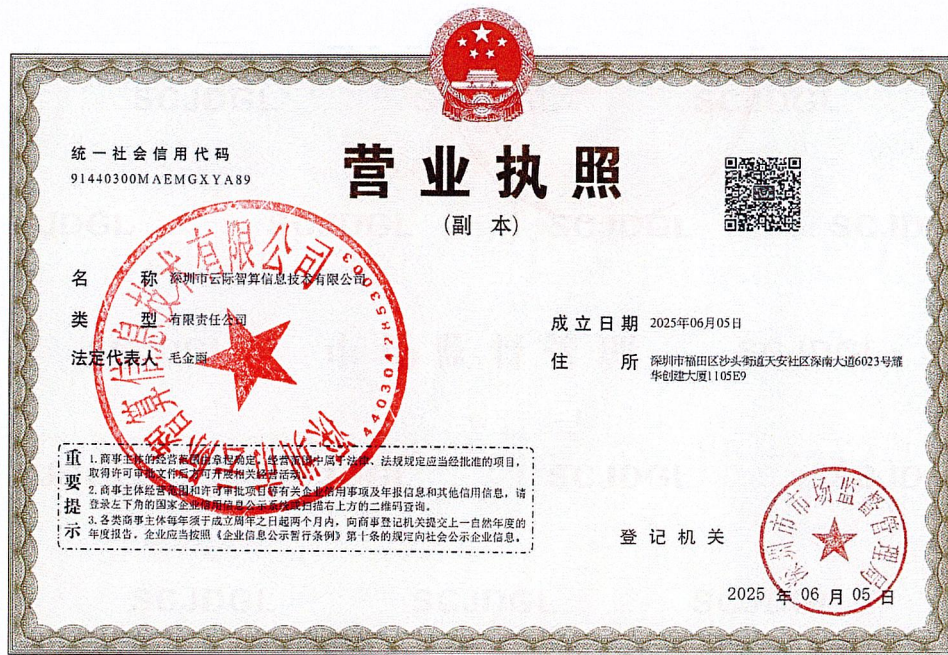 统一社会信用代码
91440300MAEMGXYA89
营业执照
(副 本)
名称 深圳市云际智算信息技术有限公司
类型 有限责任公司
法定代表人 毛金雨
成立日期 2025年06月05日
住所 深圳市福田区沙头街道天安社区深南大道6023号耀
华创建大厦1105E9
重要提示
1.商事主体的经营范围由章程确定。经营范围中属于法律、法规规定应当经批准的项目，
取得许可审批文件后方可开展相关经营活动。
2.商事主体经营范围和许可审批项目等有关企业信用事项及年报信息和其他信用信息，请
登录左下角的国家企业信用信息公示系统或扫描右上方的二维码查询。
3.各类商事主体每年须于成立周年之日起两个月内，向商事登记机关提交上一自然年度的
年度报告。企业应当按照《企业信息公示暂行条例》第十条的规定向社会公示企业信息。
登记机关
2025 年 06 月 05 日
深圳市云际智算信息技术有限公司
深圳市市场监督管理局